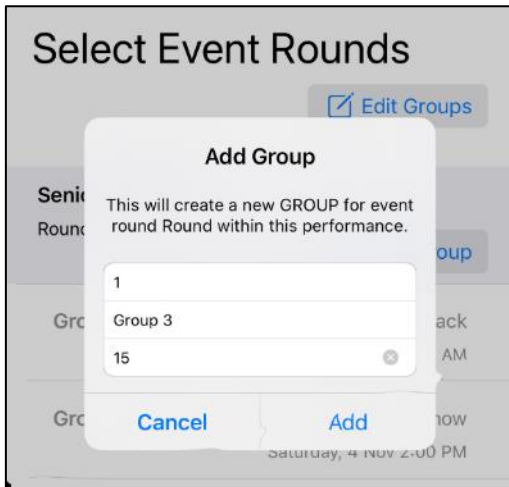 Select Event Rounds
Edit Groups
Add Group
This will create a new GROUP for event
round Round within this performance.
1
Group 3
15
Cancel
Add
Saturday, 4 Nov 2:00 PM
AM